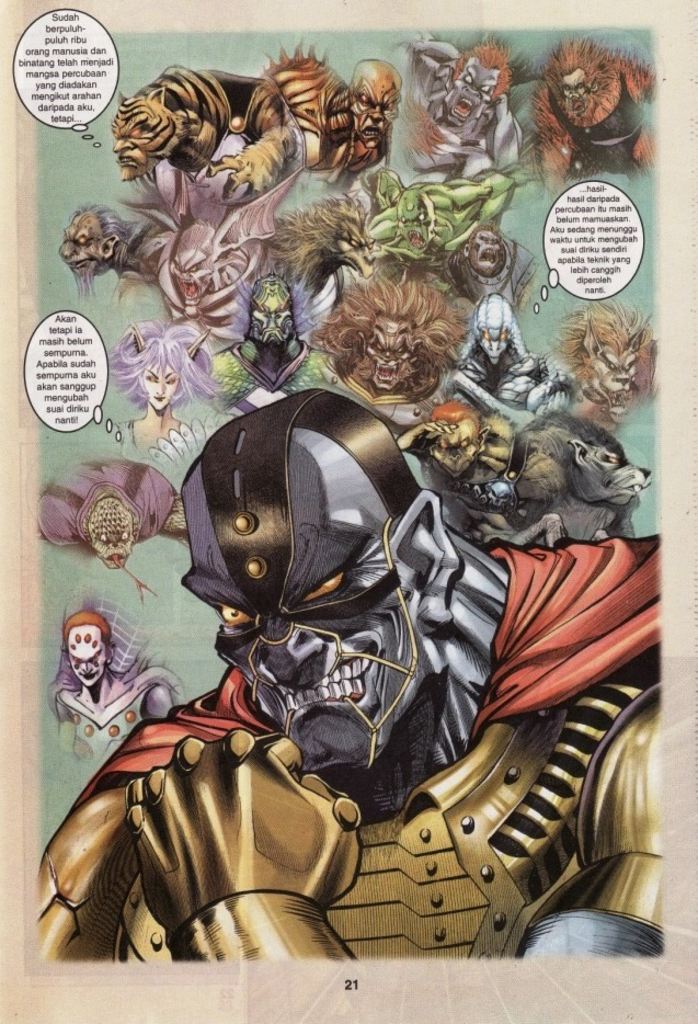 Sudah
berpuluh-
puluh ribu
orang manusia dan
binatang telah menjadi
mangsa percubaan
yang diadakan
mengikut arahan
daripada aku,
tetapi...
...hasil-
hasil daripada
percubaan itu masih
belum mamuaskan.
Aku sedang menunggu
waktu untuk mengubah
suai diriku sendiri
apabila teknik yang
lebih canggih
diperoleh
nanti.
Akan
tetapi ia
masih belum
sempurna.
Apabila sudah
sempurna aku
akan sanggup
mengubah
suai diriku
nanti!
21